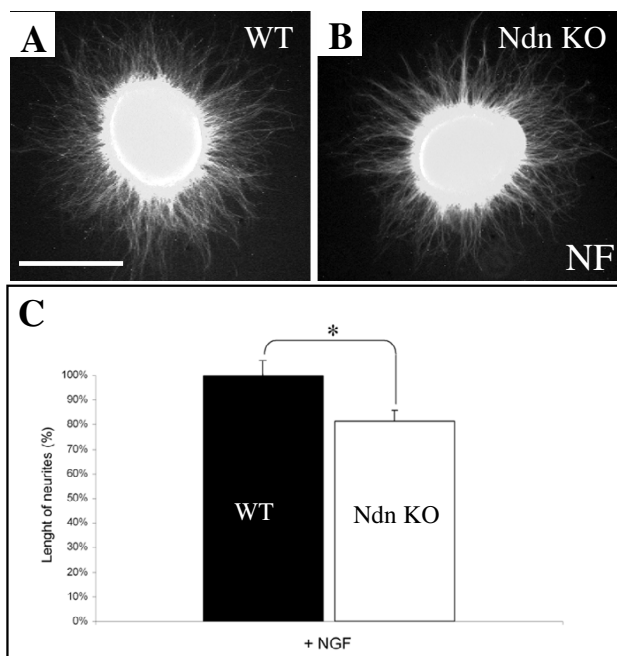 A
WT
B
Ndn KO
NF
C
*
100%
90%
80%
70%
60%
50%
40%
30%
20%
10%
0%
Lenght of neurites (%)
WT
Ndn KO
+ NGF